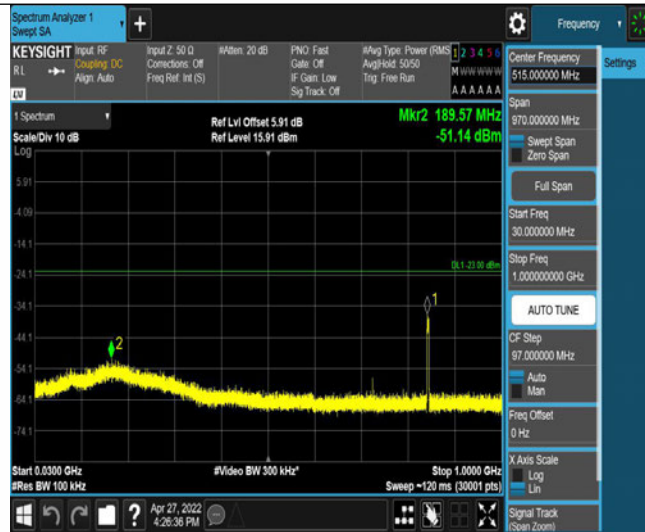 Spectrum Analyzer 1
Swept SA
+
Frequency
KEYSIGHT
RL
Input: RF
Coupling: DC
Align: Auto
Input Z: 50 Ω
Corrections: Off
Freq Ref: Int (S)
#Atten: 20 dB
PNO: Fast
Gate: Off
IF Gain: Low
Sig Track: Off
#Avg Type: Power (RMS
Avg|Hold: 50/50
Trig: Free Run
1 2 3 4 5 6
M W W W W W
A A A A A A
Center Frequency
515.000000 MHz
Settings
Span
970.000000 MHz
Swept Span
Zero Span
Full Span
Start Freq
30.000000 MHz
Stop Freq
1.000000000 GHz
AUTO TUNE
CF Step
97.000000 MHz
Auto
Man
Freq Offset
0 Hz
X Axis Scale
Log
Lin
Signal Track
(Span Zoom)
1 Spectrum
Scale/Div 10 dB
Ref Lvl Offset 5.91 dB
Ref Level 15.91 dBm
Mkr2 189.57 MHz
-51.14 dBm
Log
5.91
-4.09
-14.1
-24.1
-34.1
-44.1
-54.1
-64.1
-74.1
DL1 -23.00 dBm
1
2
Start 0.0300 GHz
#Res BW 100 kHz
#Video BW 300 kHz*
Stop 1.0000 GHz
Sweep ~120 ms (30001 pts)
?
Apr 27, 2022
4:26:36 PM